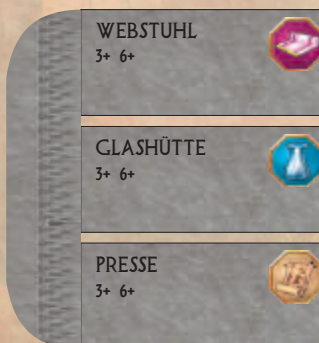 WEBSTUHL
3+ 6+
GLASHÜTTE
3+ 6+
PRESSE
3+ 6+